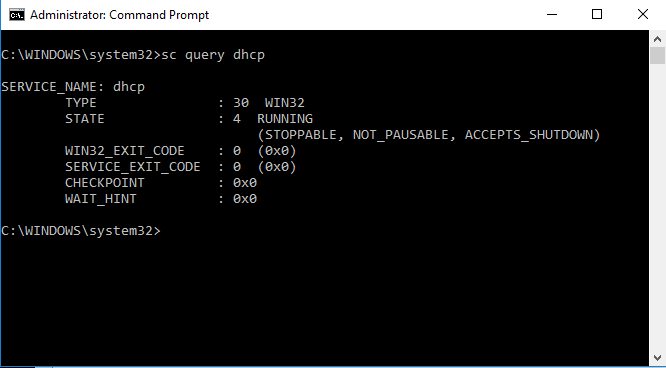 Administrator: Command Prompt
C:\WINDOWS\system32>sc query dhcp
SERVICE_NAME: dhcp
TYPE : 30 WIN32
STATE : 4 RUNNING
(STOPPABLE, NOT_PAUSABLE, ACCEPTS_SHUTDOWN)
WIN32_EXIT_CODE : 0 (0x0)
SERVICE_EXIT_CODE : 0 (0x0)
CHECKPOINT : 0x0
WAIT_HINT : 0x0
C:\WINDOWS\system32>